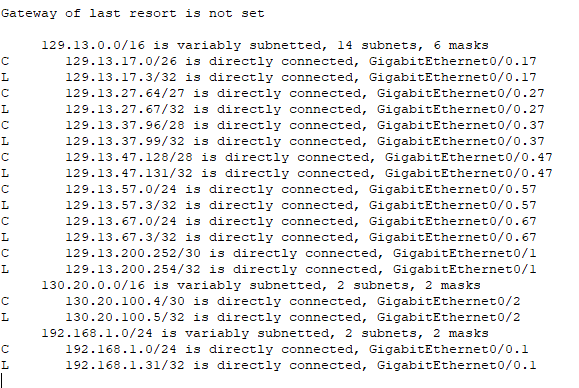 Gateway of last resort is not set
129.13.0.0/16 is variably subnetted, 14 subnets, 6 masks
C 129.13.17.0/26 is directly connected, GigabitEthernet0/0.17
L 129.13.17.3/32 is directly connected, GigabitEthernet0/0.17
C 129.13.27.64/27 is directly connected, GigabitEthernet0/0.27
L 129.13.27.67/32 is directly connected, GigabitEthernet0/0.27
C 129.13.37.96/28 is directly connected, GigabitEthernet0/0.37
L 129.13.37.99/32 is directly connected, GigabitEthernet0/0.37
C 129.13.47.128/28 is directly connected, GigabitEthernet0/0.47
L 129.13.47.131/32 is directly connected, GigabitEthernet0/0.47
C 129.13.57.0/24 is directly connected, GigabitEthernet0/0.57
L 129.13.57.3/32 is directly connected, GigabitEthernet0/0.57
C 129.13.67.0/24 is directly connected, GigabitEthernet0/0.67
L 129.13.67.3/32 is directly connected, GigabitEthernet0/0.67
C 129.13.200.252/30 is directly connected, GigabitEthernet0/1
L 129.13.200.254/32 is directly connected, GigabitEthernet0/1
130.20.0.0/16 is variably subnetted, 2 subnets, 2 masks
C 130.20.100.4/30 is directly connected, GigabitEthernet0/2
L 130.20.100.5/32 is directly connected, GigabitEthernet0/2
192.168.1.0/24 is variably subnetted, 2 subnets, 2 masks
C 192.168.1.0/24 is directly connected, GigabitEthernet0/0.1
L 192.168.1.31/32 is directly connected, GigabitEthernet0/0.1